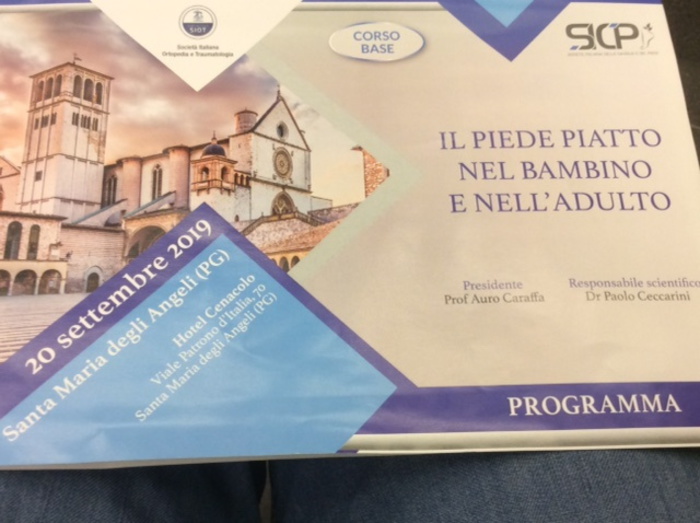 SIOT
Società Italiana
Ortopedia e Traumatologia
CORSO
BASE
SICP
IL PIEDE PIATTO
NEL BAMBINO
E NELL'ADULTO
Presidente
Prof Auro Caraffa
Responsabile scientifico
Dr Paolo Ceccarini
20 settembre 2019
Santa Maria degli Angeli (PG)
Hotel Cenacolo
Viale Patrono d'Italia, 70
Santa Maria degli Angeli (PG)
PROGRAMMA